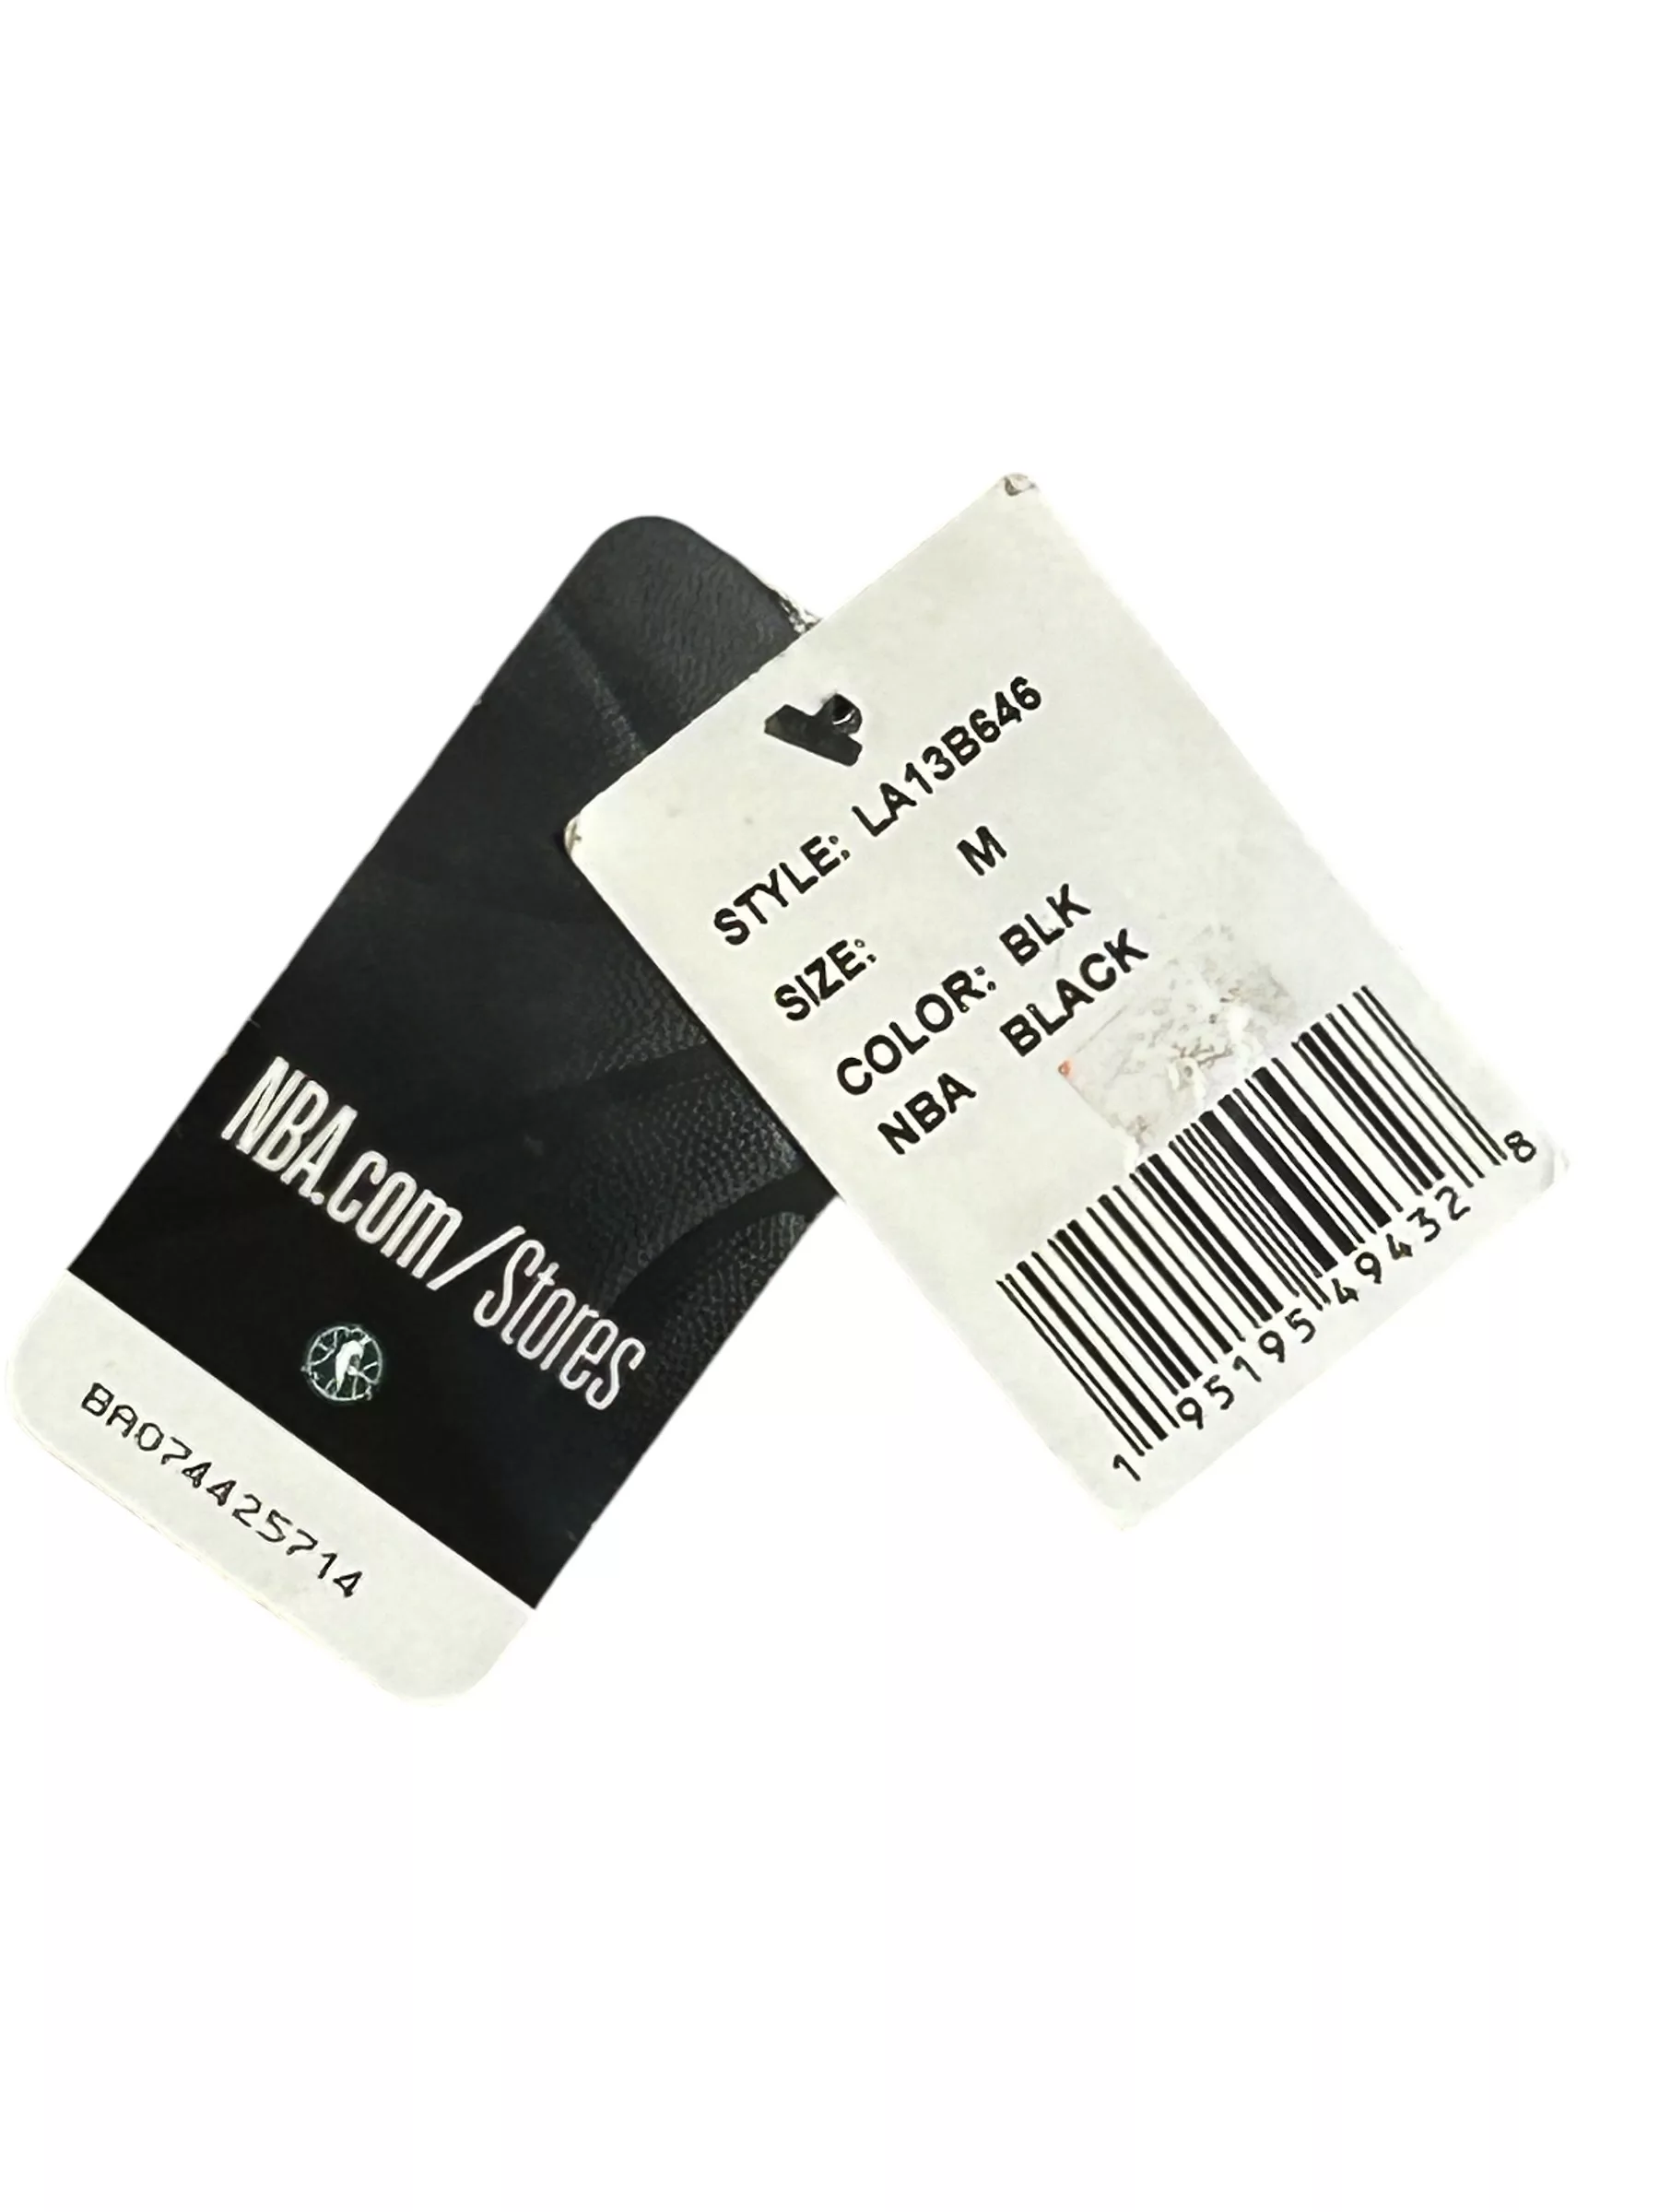 NBA.com/Stores
BA074425714
STYLE: LA13B646
SIZE: M
COLOR: BLK
NBA BLACK
1 95195 49432 8